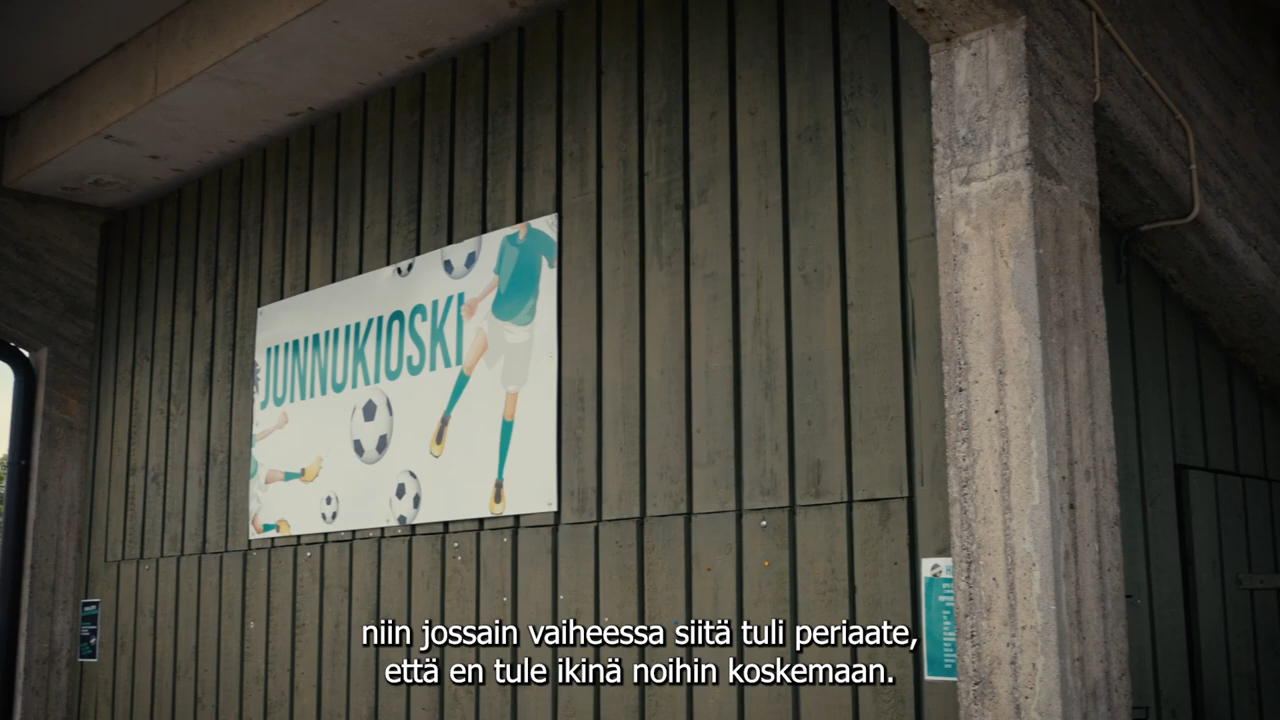 JUNNUKIOSKI
niin jossain vaiheessa siitä tuli periaate,
että en tule ikinä noihin koskemaan.